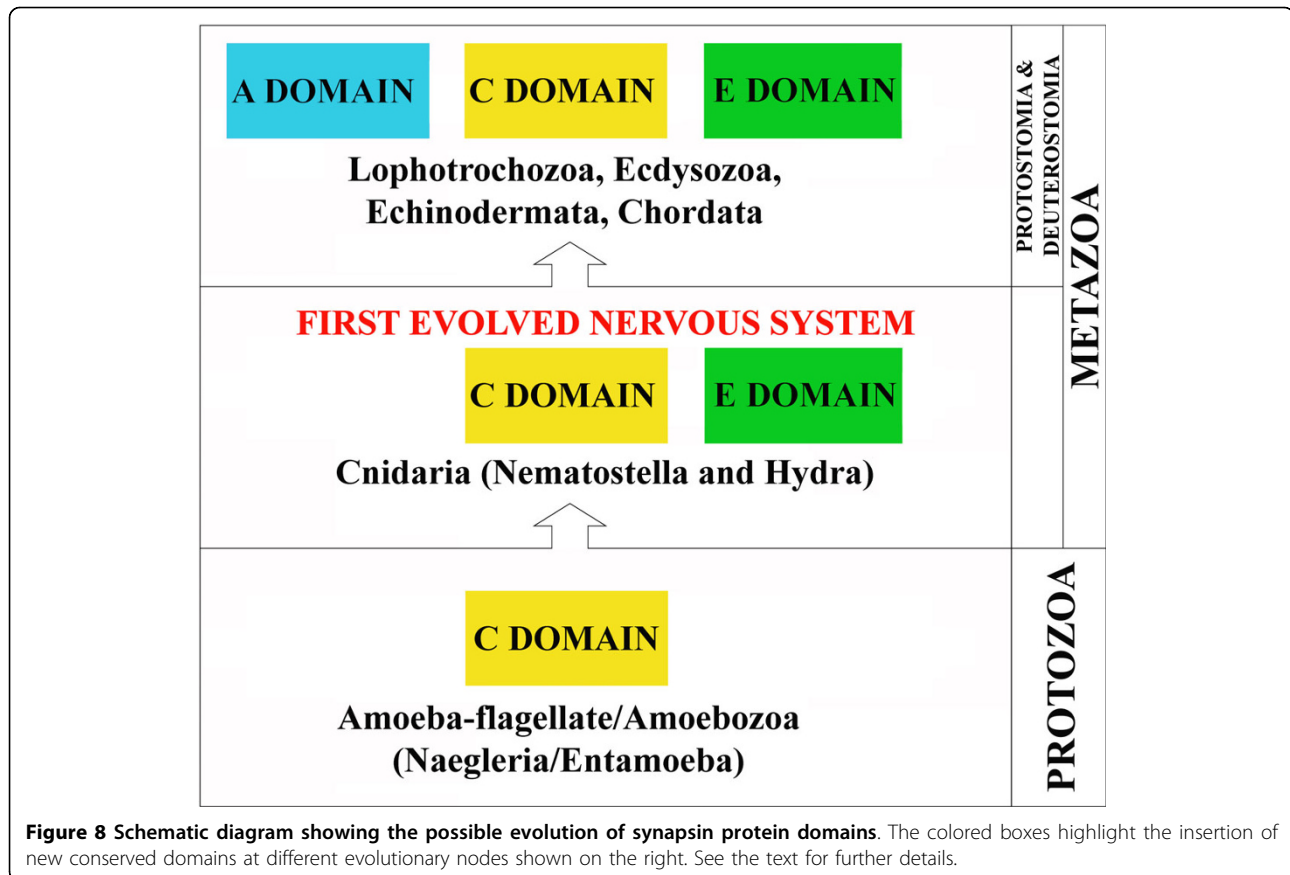 A DOMAIN C DOMAIN E DOMAIN
Lophotrochozoa, Ecdysozoa,
Echinodermata, Chordata
PROTOSTOMIA &
DEUTEROSTOMIA
METAZOA
FIRST EVOLVED NERVOUS SYSTEM
C DOMAIN E DOMAIN
Cnidaria (Nematostella and Hydra)
C DOMAIN
Amoeba-flagellate/Amoebozoa
(Naegleria/Entamoeba)
PROTOZOA
Figure 8 Schematic diagram showing the possible evolution of synapsin protein domains. The colored boxes highlight the insertion of
new conserved domains at different evolutionary nodes shown on the right. See the text for further details.